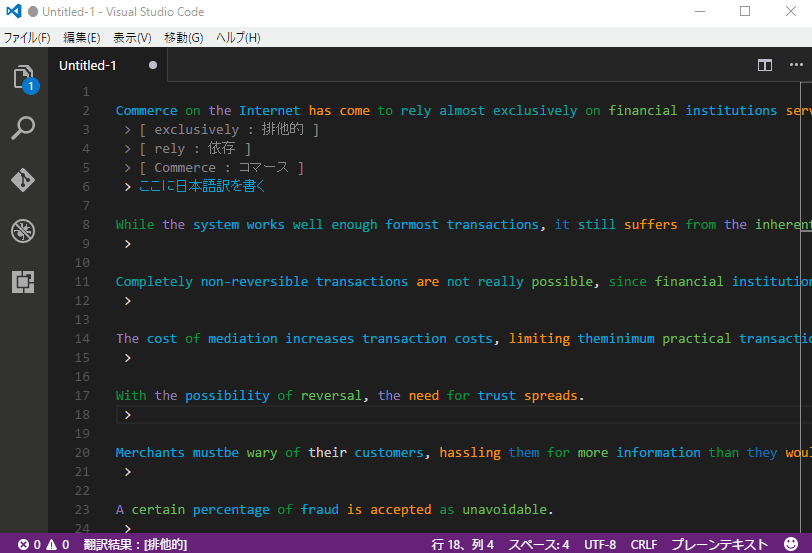 Untitled-1 - Visual Studio Code
ファイル(F) 編集(E) 表示(V) 移動(G) ヘルプ(H)
Untitled-1
1
1
2 Commerce on the Internet has come to rely almost exclusively on financial institutions serv
3 > [ exclusively : 排他的 ]
4 > [ rely : 依存 ]
5 > [ Commerce : コマース ]
6 > ここに日本語訳を書く
7
8 While the system works well enough formost transactions, it still suffers from the inherent
9 >
10
11 Completely non-reversible transactions are not really possible, since financial institution
12 >
13
14 The cost of mediation increases transaction costs, limiting theminimum practical transactio
15 >
16
17 With the possibility of reversal, the need for trust spreads.
18 >
19
20 Merchants mustbe wary of their customers, hassling them for more information than they woul
21 >
22
23 A certain percentage of fraud is accepted as unavoidable.
24 >
0 0 翻訳結果：[排他的] 行 18、列 4 スペース: 4 UTF-8 CRLF プレーンテキスト